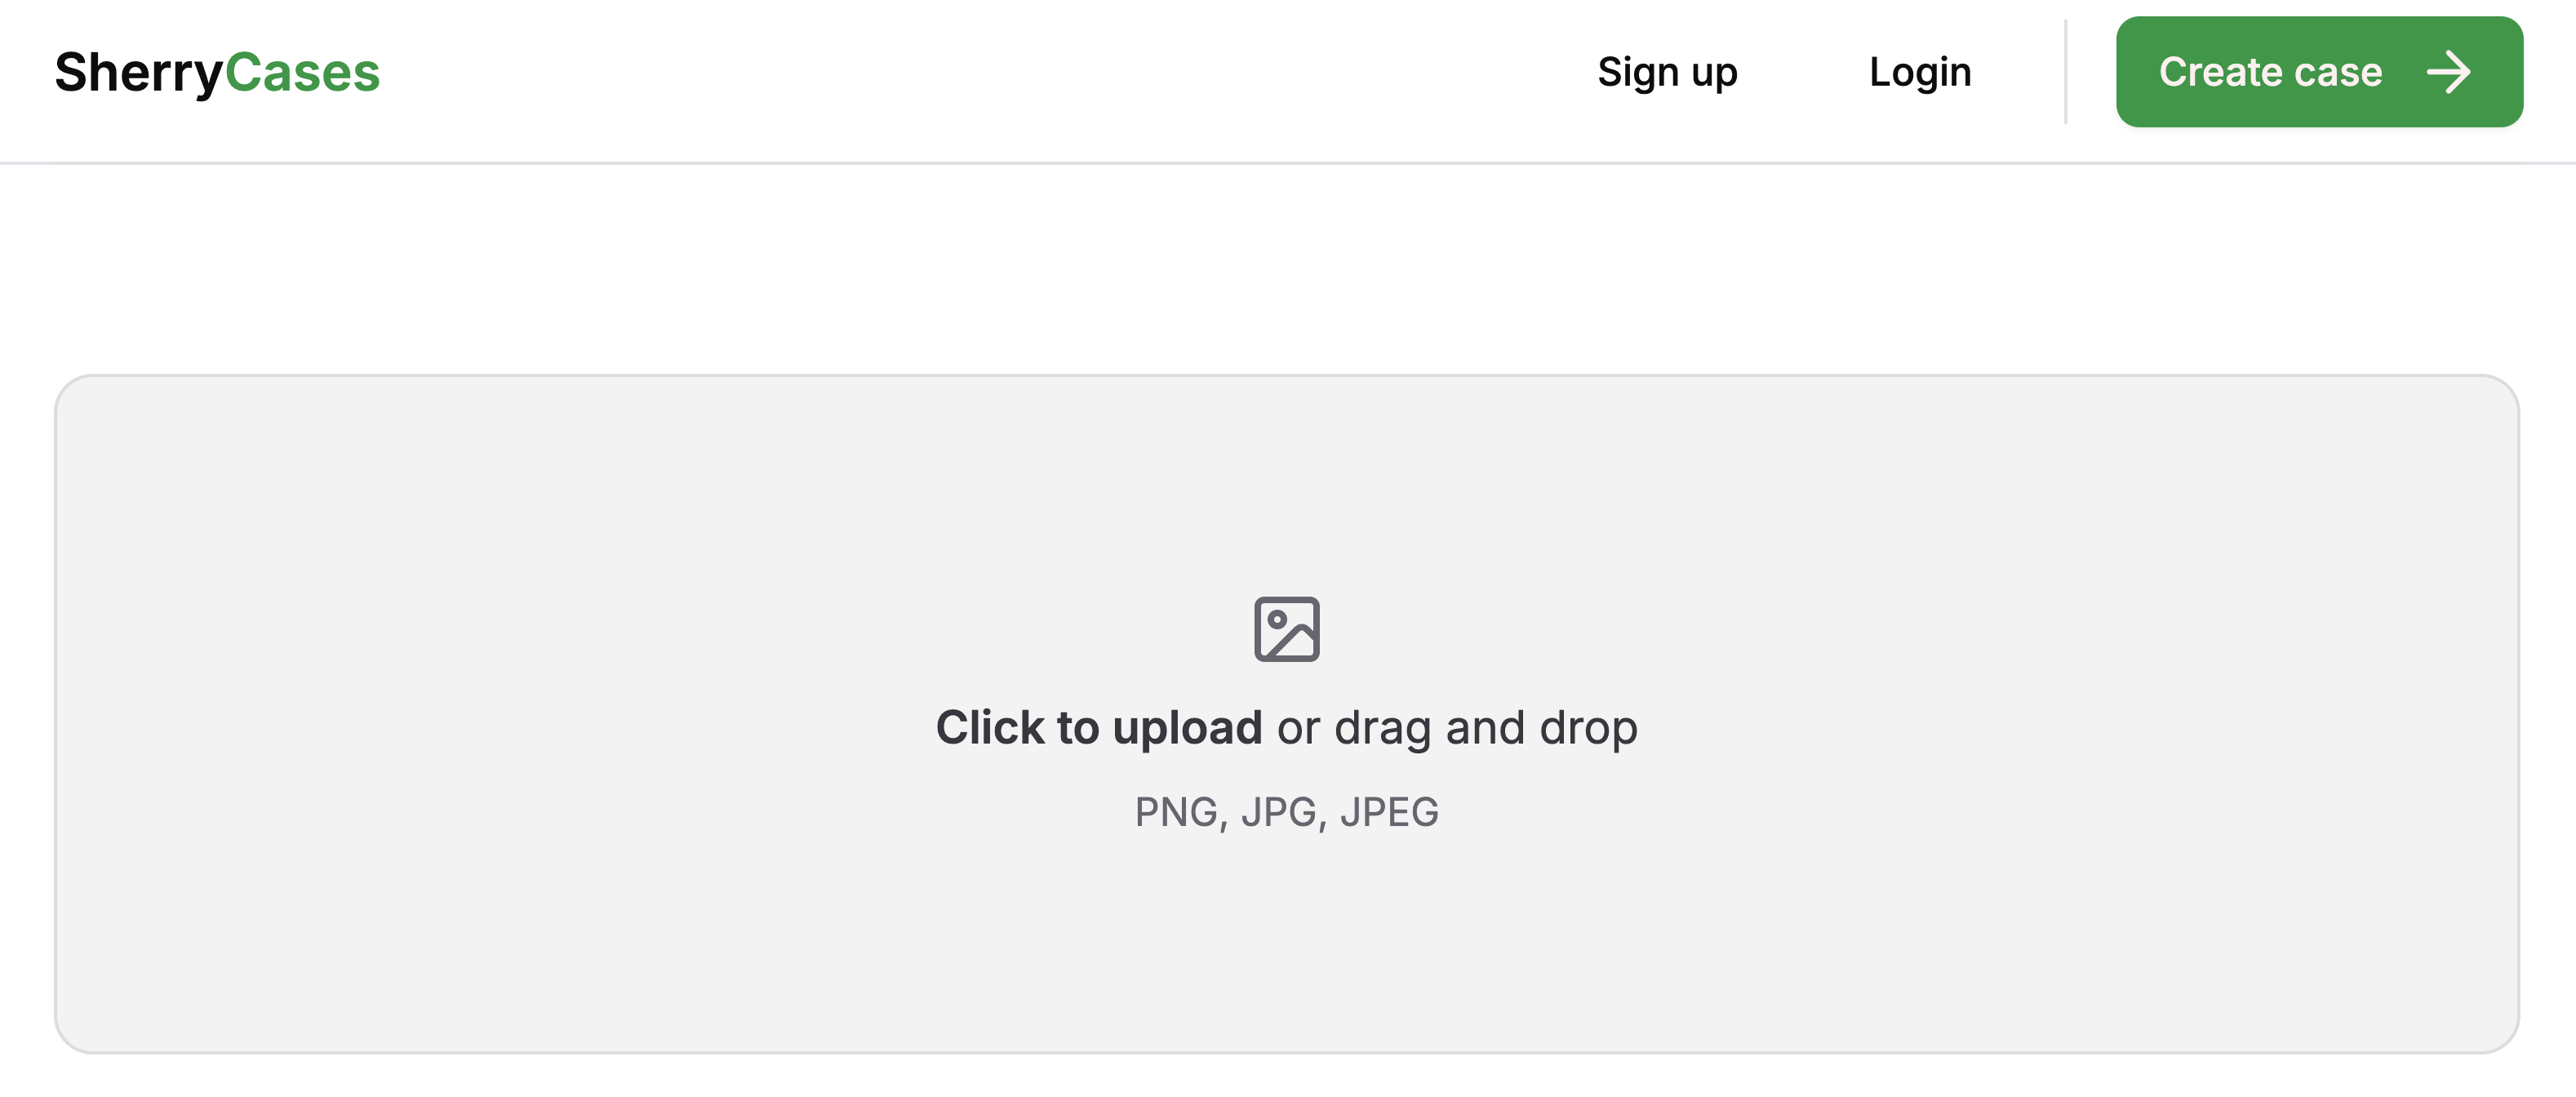 SherryCases
Sign up
Login
Create case
Click to upload or drag and drop
PNG, JPG, JPEG